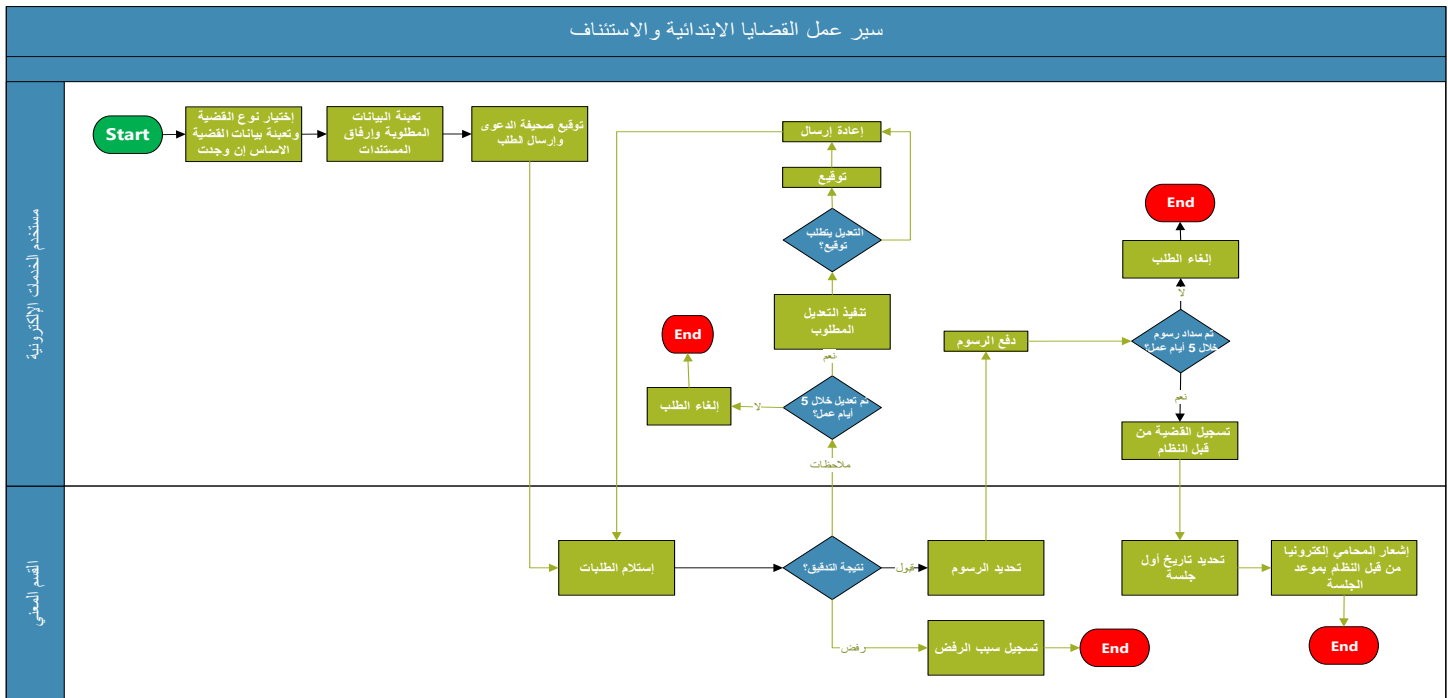 سير عمل القضايا الابتدائية والاستئناف
مستخدم الخدمات الإلكترونية
Start
إختيار نوع القضية
وتعبئة بيانات القضية
الاساس إن وجدت
تعبئة البيانات
المطلوبة وإرفاق
المستندات
توقيع صحيفة الدعوى
وإرسال الطلب
إعادة إرسال
توقيع
التعديل يتطلب
توقيع؟
تنفيذ التعديل
المطلوب
نعم
تم تعديل خلال 5
أيام عمل؟
لا
إلغاء الطلب
End
ملاحظات
End
إلغاء الطلب
لا
تم سداد رسوم
خلال 5 أيام عمل؟
دفع الرسوم
نعم
تسجيل القضية من
قبل النظام
القسم المعني
إستلام الطلبات
نتيجة التدقيق؟
قبول
تحديد الرسوم
رفض
تسجيل سبب الرفض
End
تحديد تاريخ أول
جلسة
إشعار المحامي إلكترونيا
من قبل النظام بموعد
الجلسة
End